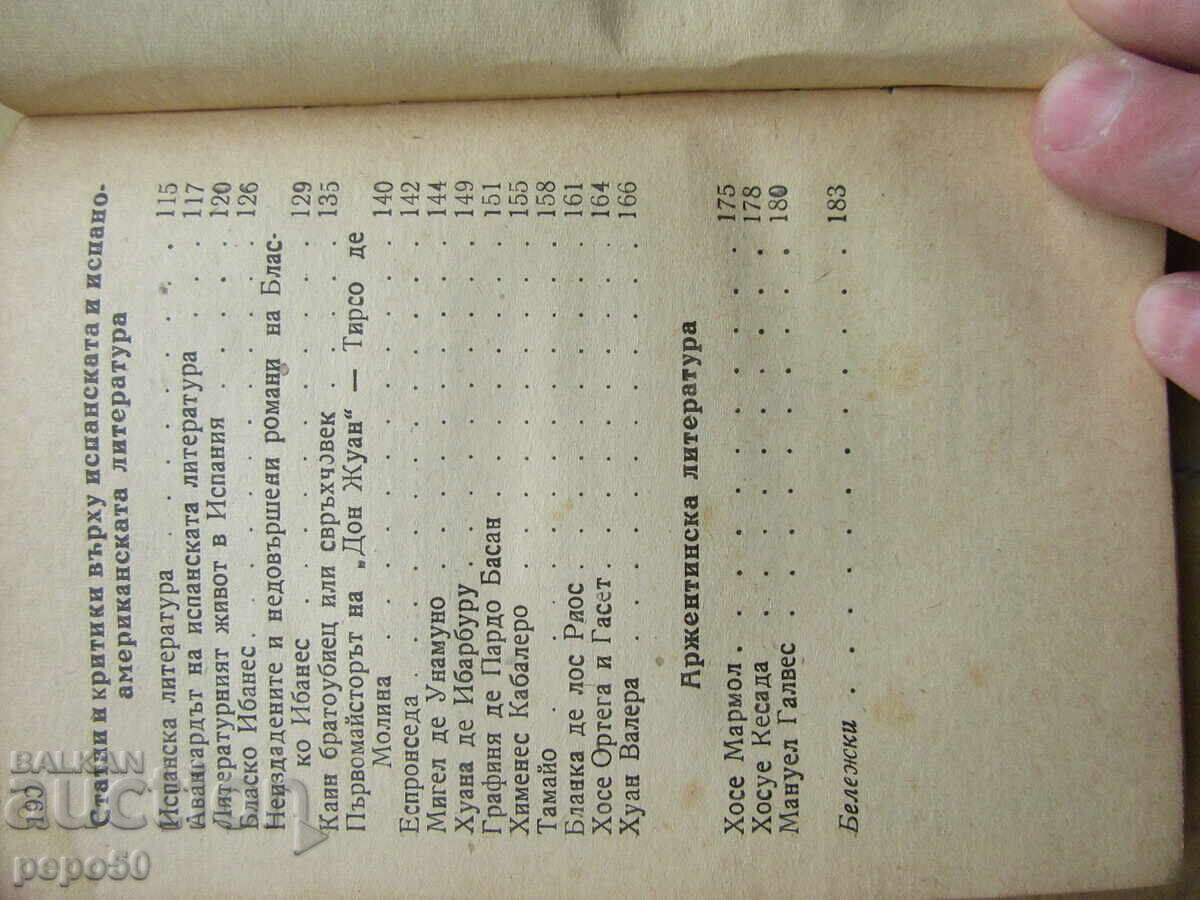 190
Статии и критики върху испанската и испано-
американската литература
Испанска литература . . . . . . . 115
Авангардът на испанската литература . . . 117
Литературният живот в Испания . . . . 120
Бласко Ибанес . . . . . . . . . 126
Неиздадените и недовършени романи на Блас-
ко Ибанес . . . . . . . . . 129
Каин братоубиец или свръхчовек . . . . 135
Първомайсторът на „Дон Жуан“ — Тирсо де
Молина . . . . . . . . . . 140
Еспронседа . . . . . . . . . 142
Мигел де Унамуно . . . . . . . . 144
Хуана де Ибарбуру . . . . . . . . 149
Графиня де Пардо Басан . . . . . . 151
Хименес Кабалеро . . . . . . . . 155
Тамайо . . . . . . . . . . 158
Бланка де лос Риос . . . . . . . . 161
Хосе Ортега и Гасет . . . . . . . . 164
Хуан Валера . . . . . . . . . 166
Аржентинска литература
Хосе Мармол . . . . . . . . . 175
Хосуе Кесада . . . . . . . . . 178
Мануел Галвес . . . . . . . . . 180
Бележки . . . . . . . . . . 183
BALKAN
auction
pepo50